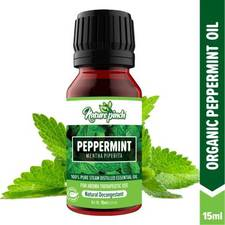 Nature pinch
PEPPERMINT
MENTHA PIPERITA
100% PURE STEAM DISTILLED ESSENTIAL OIL
FOR AROMA THERAPEUTIC USE
Natural Decongestant
ORGANIC PEPPERMINT OIL
15ml